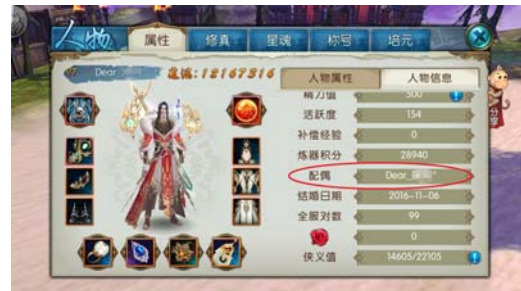 人物 属性 修真 星魂 称号 培元
Dear 道法:12167316 人物属性 人物信息
精力值 500
活跃度 154
补偿经验 0
炼器积分 28940
配偶 Dear
结婚日期 2016-11-06
全服对数 99
0
侠义值 14605/22105
分享